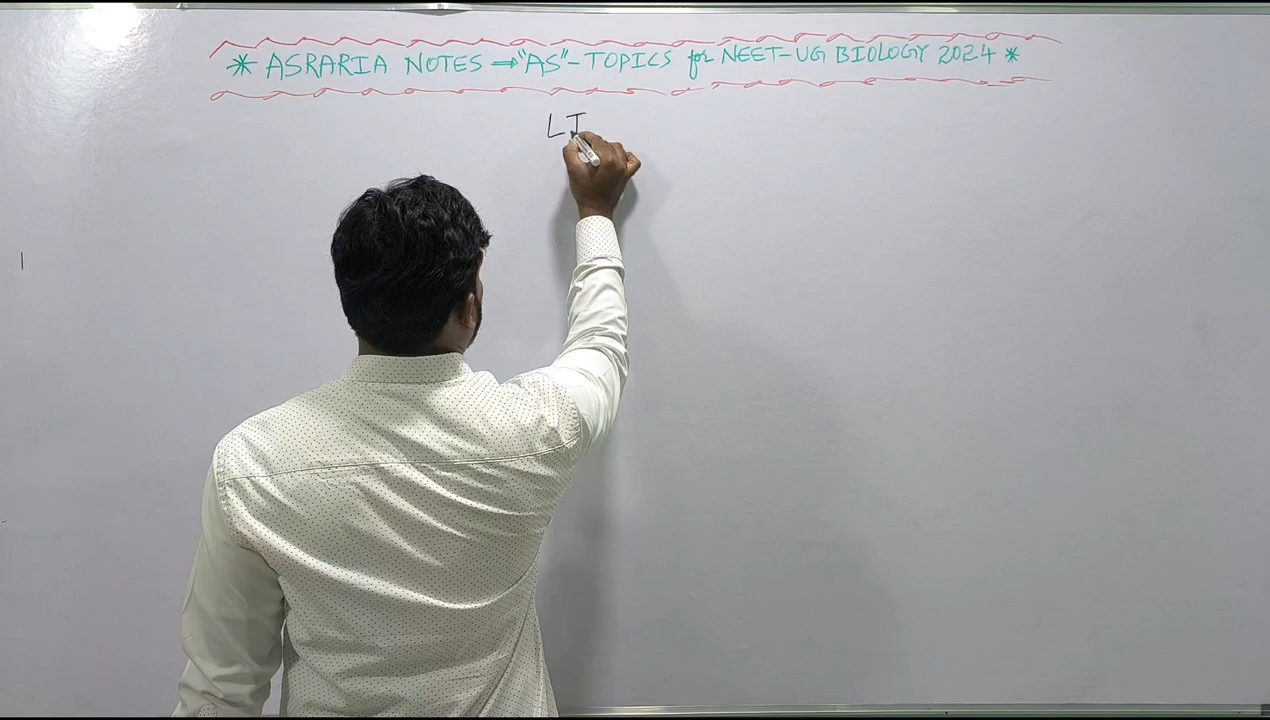 * ASRARIA NOTES ⇒ "AS" - TOPICS for NEET-UG BIOLOGY 2024 *
LI